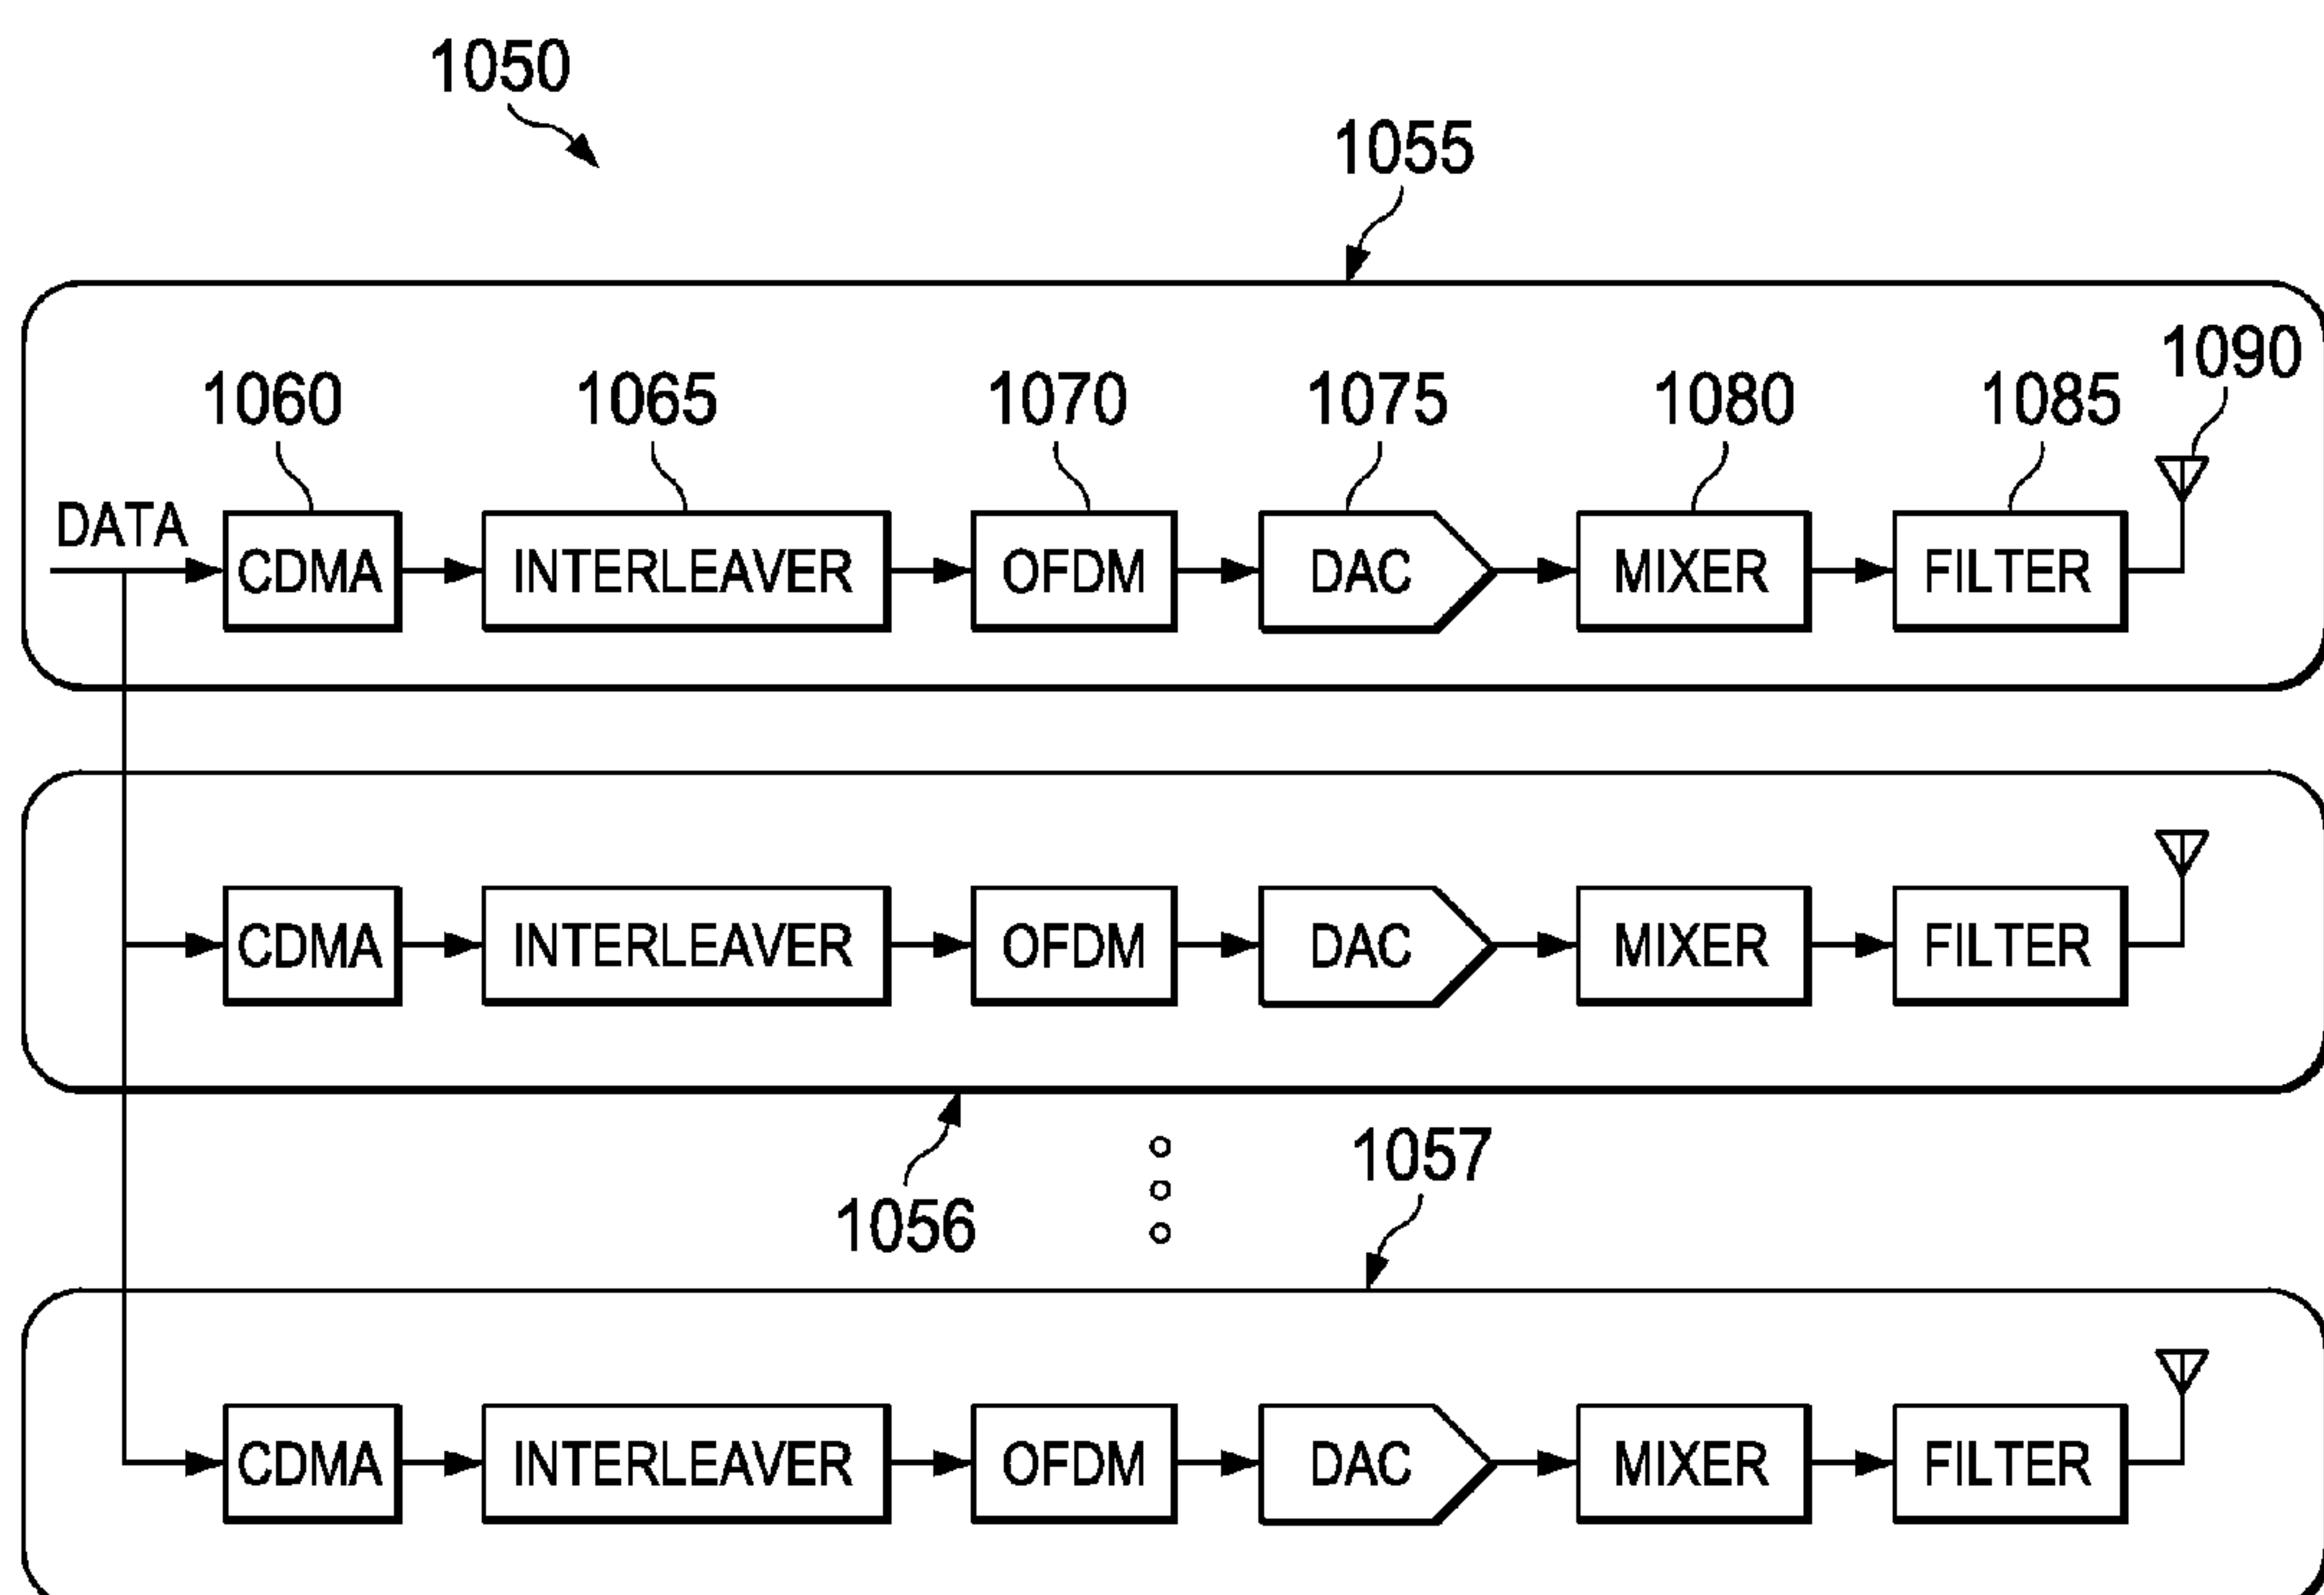 1050
1055
1090
1060 1065 1070 1075 1080 1085
DATA
CDMA INTERLEAVER OFDM DAC MIXER FILTER
CDMA INTERLEAVER OFDM DAC MIXER FILTER
1057
1056
CDMA INTERLEAVER OFDM DAC MIXER FILTER